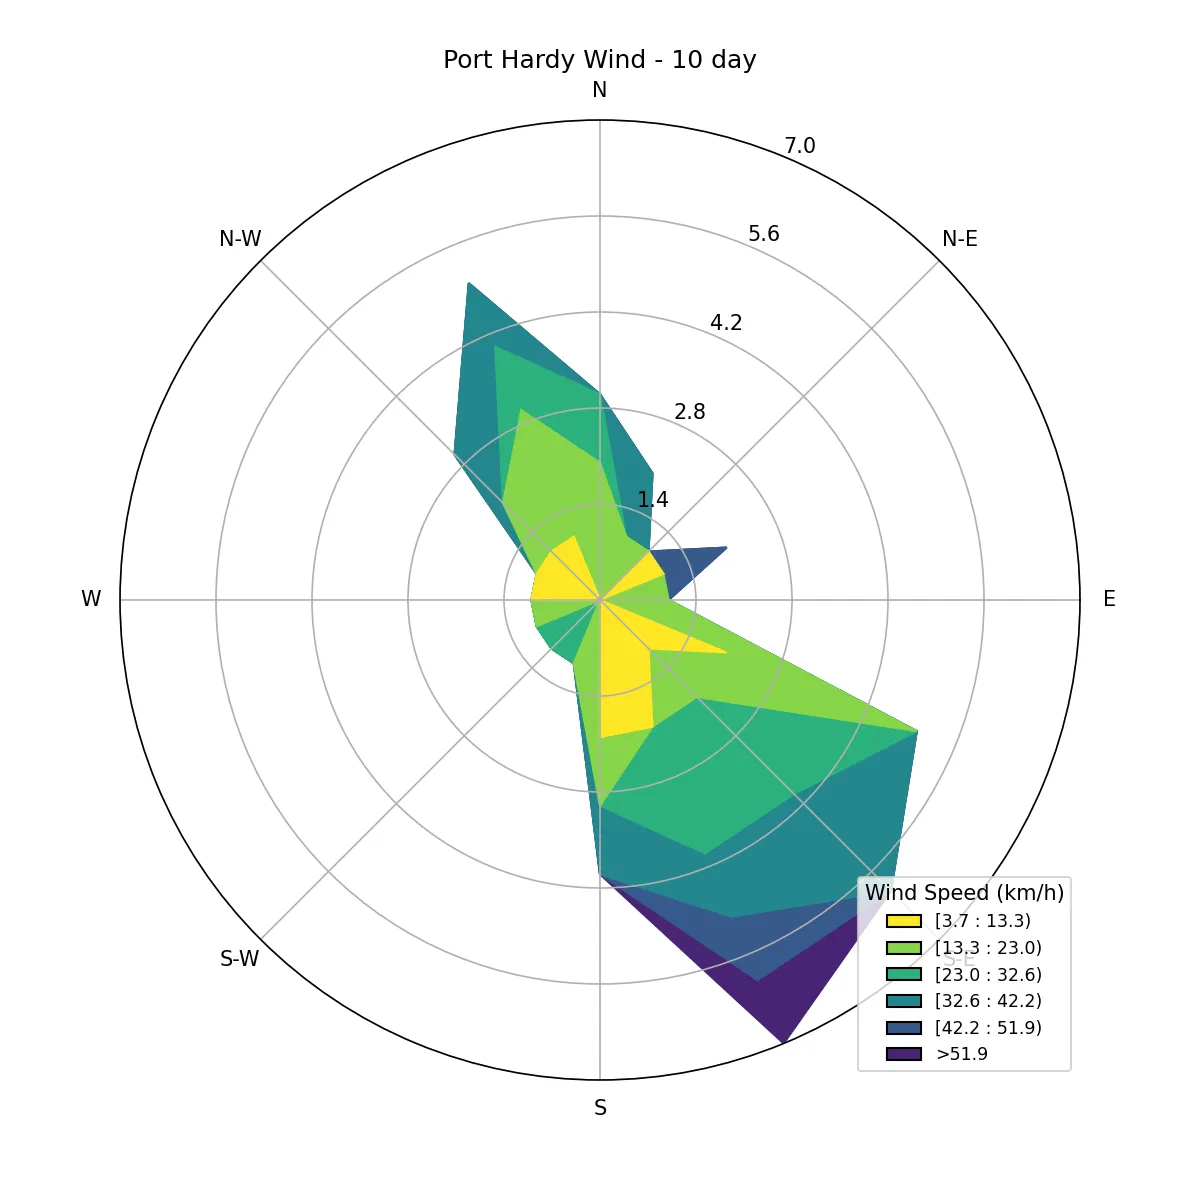 Port Hardy Wind - 10 day
N
7.0
N-W
5.6
N-E
4.2
2.8
1.4
W
E
S-W
S-E
S
Wind Speed (km/h)
[3.7 : 13.3)
[13.3 : 23.0)
[23.0 : 32.6)
[32.6 : 42.2)
[42.2 : 51.9)
>51.9